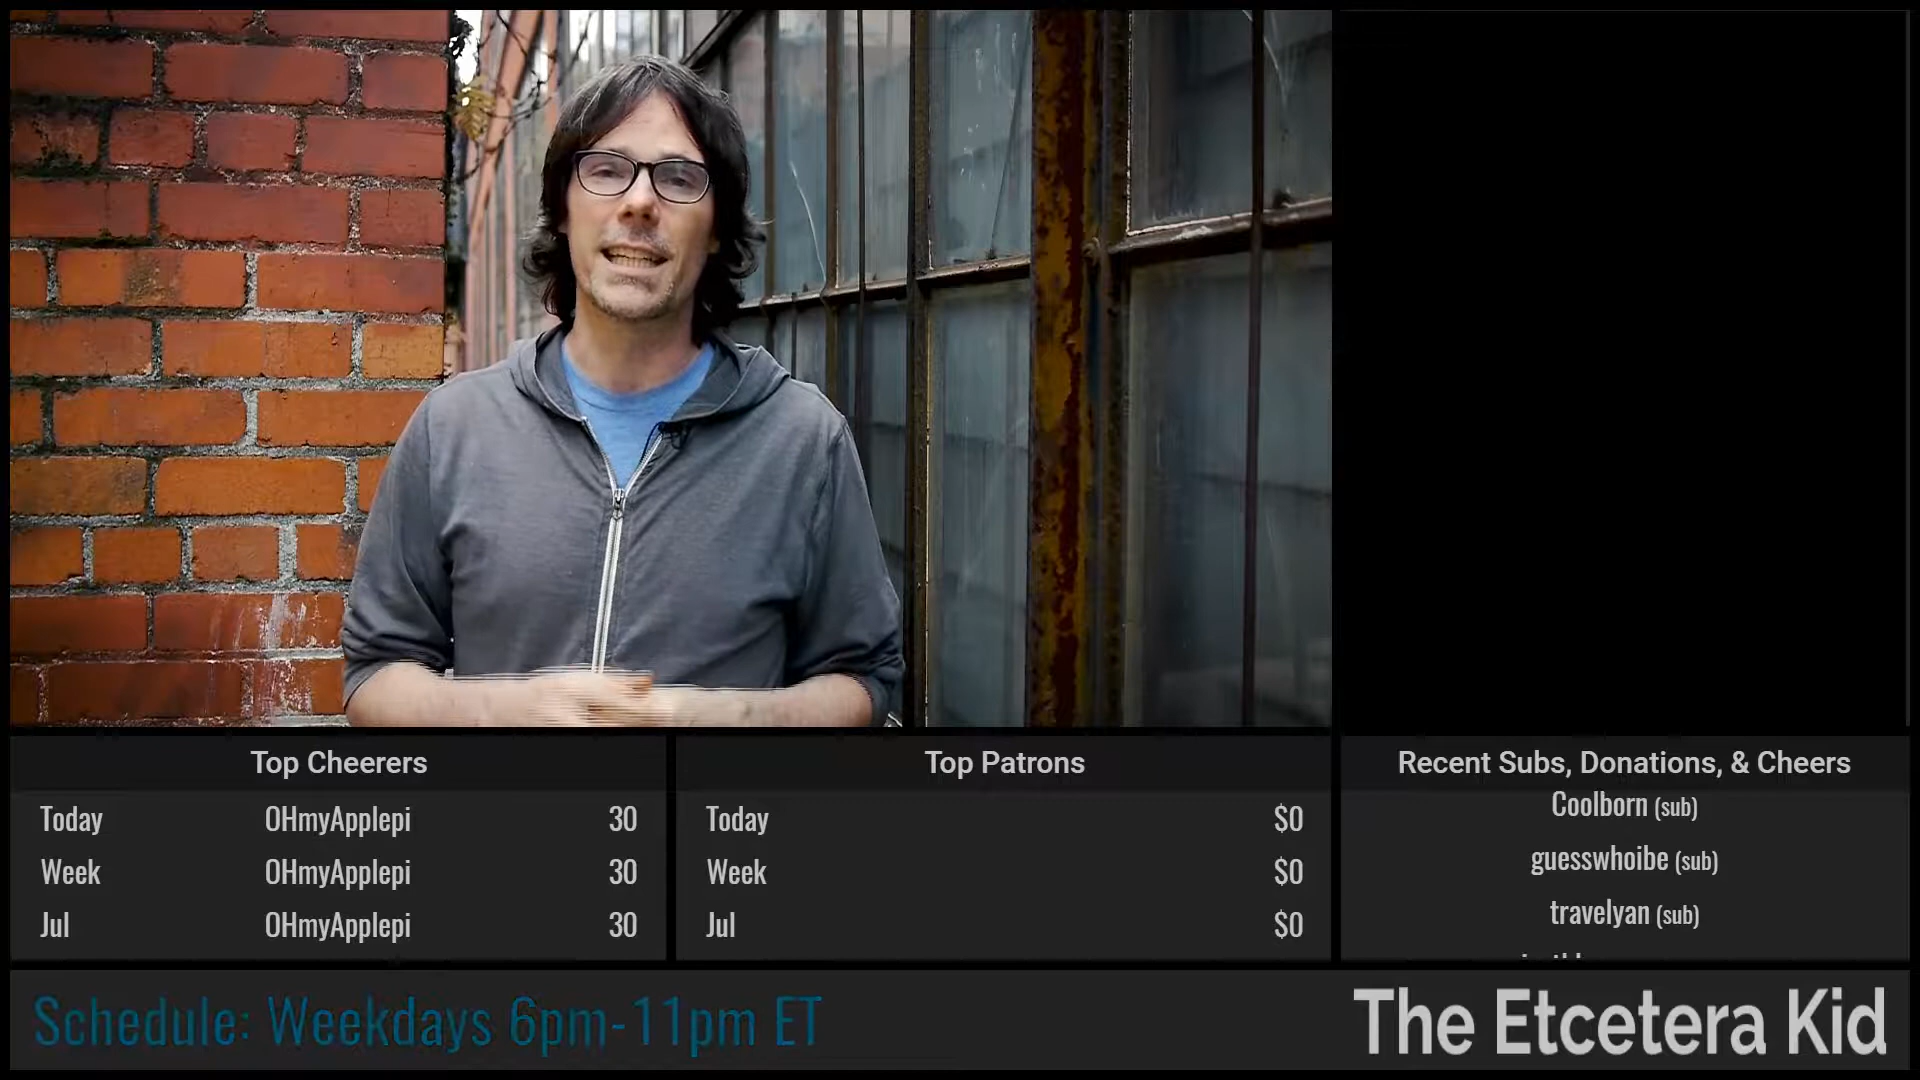 Top Cheerers
Today OHmyApplepi 30
Week OHmyApplepi 30
Jul OHmyApplepi 30
Top Patrons
Today $0
Week $0
Jul $0
Recent Subs, Donations, & Cheers
Coolborn (sub)
guesswhoibe (sub)
travelyan (sub)
Schedule: Weekdays 6pm-11pm ET
The Etcetera Kid